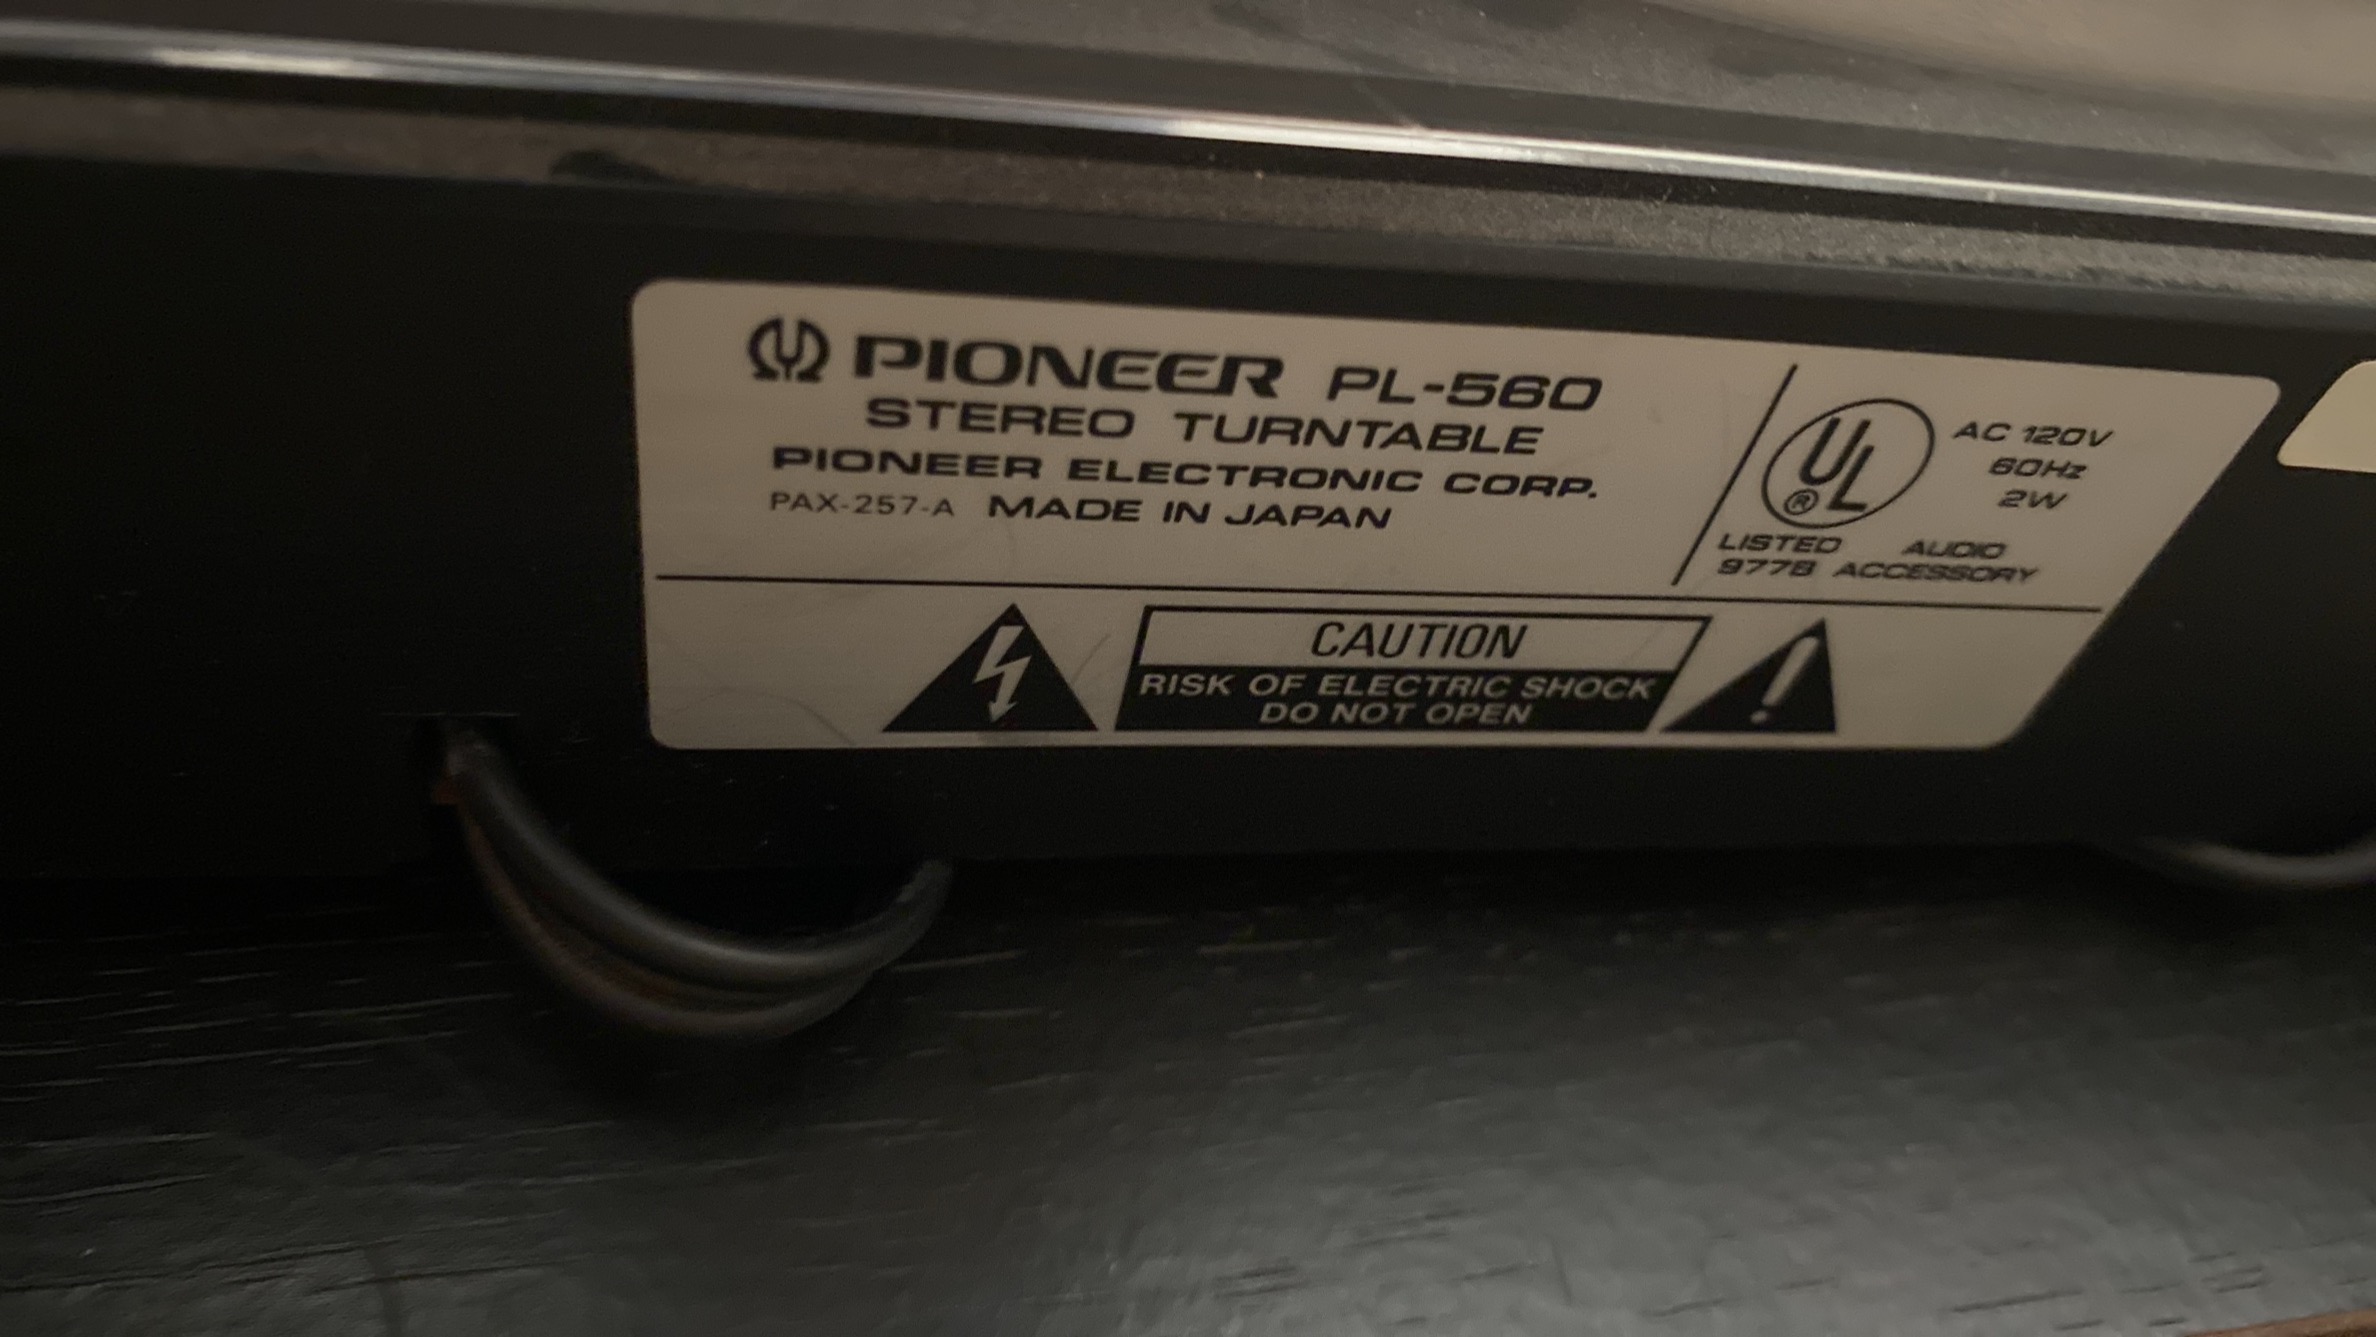 PIONEER PL-560
STEREO TURNTABLE
PIONEER ELECTRONIC CORP.
PAX-257-A MADE IN JAPAN
UL ®
AC 120V
60Hz
2W
LISTED AUDIO
977B ACCESSORY
CAUTION
RISK OF ELECTRIC SHOCK
DO NOT OPEN